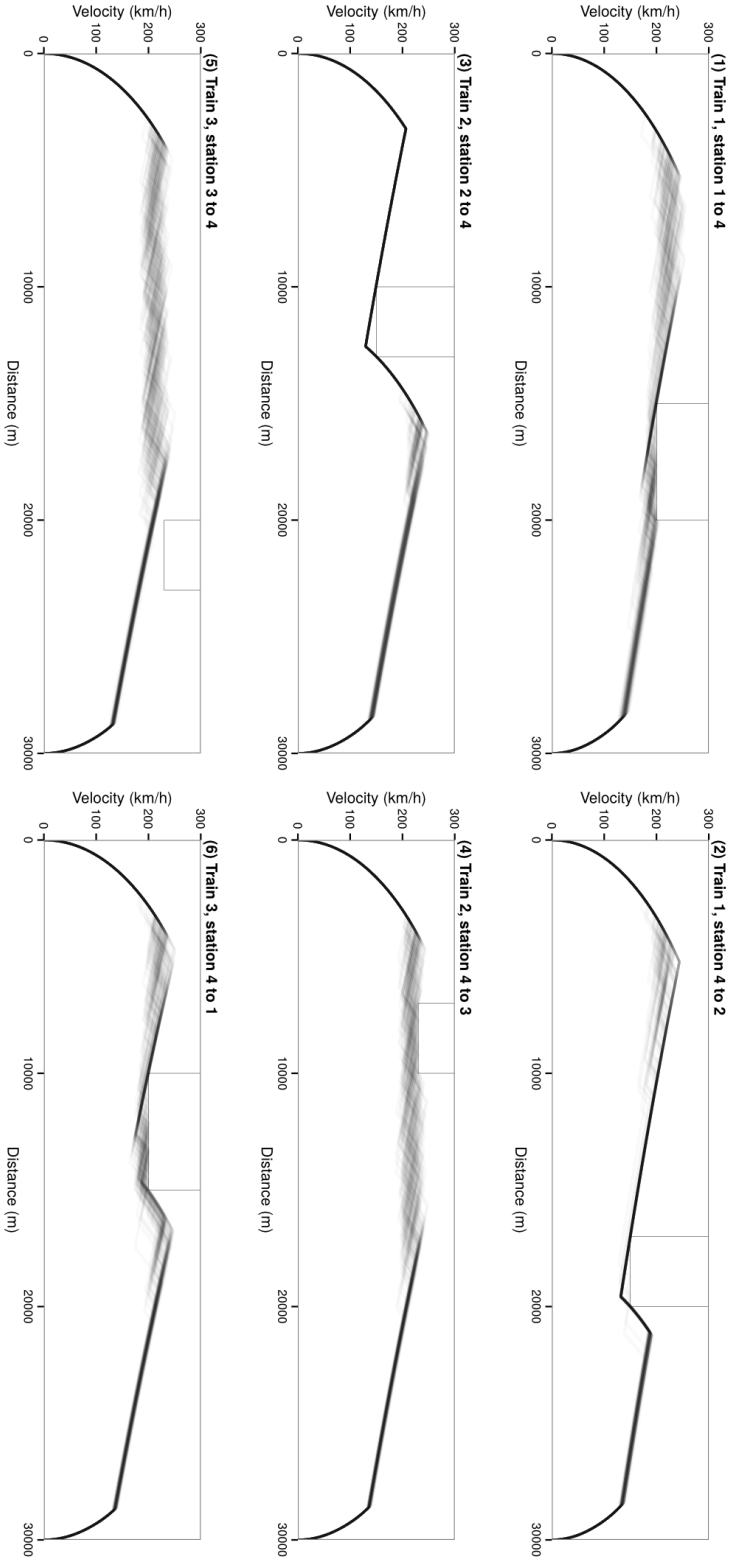 (1) Train 1, station 1 to 4
Velocity (km/h)
0 100 200 300
0 10000 20000 30000
Distance (m)
(2) Train 1, station 4 to 2
Velocity (km/h)
0 100 200 300
0 10000 20000 30000
Distance (m)
(3) Train 2, station 2 to 4
Velocity (km/h)
0 100 200 300
0 10000 20000 30000
Distance (m)
(4) Train 2, station 4 to 3
Velocity (km/h)
0 100 200 300
0 10000 20000 30000
Distance (m)
(5) Train 3, station 3 to 4
Velocity (km/h)
0 100 200 300
0 10000 20000 30000
Distance (m)
(6) Train 3, station 4 to 1
Velocity (km/h)
0 100 200 300
0 10000 20000 30000
Distance (m)